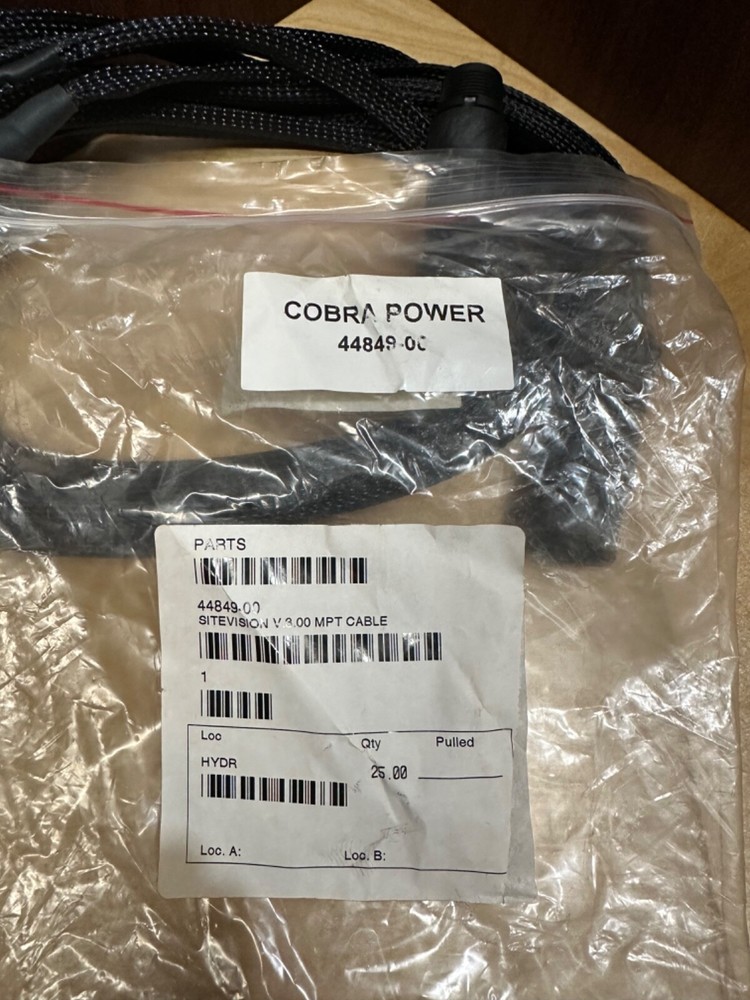 COBRA POWER
44849-00
PARTS
44849-00
SITEVISION V 3.00 MPT CABLE
1
Loc Qty Pulled
HYDR 25.00
Loc. A: Loc. B: